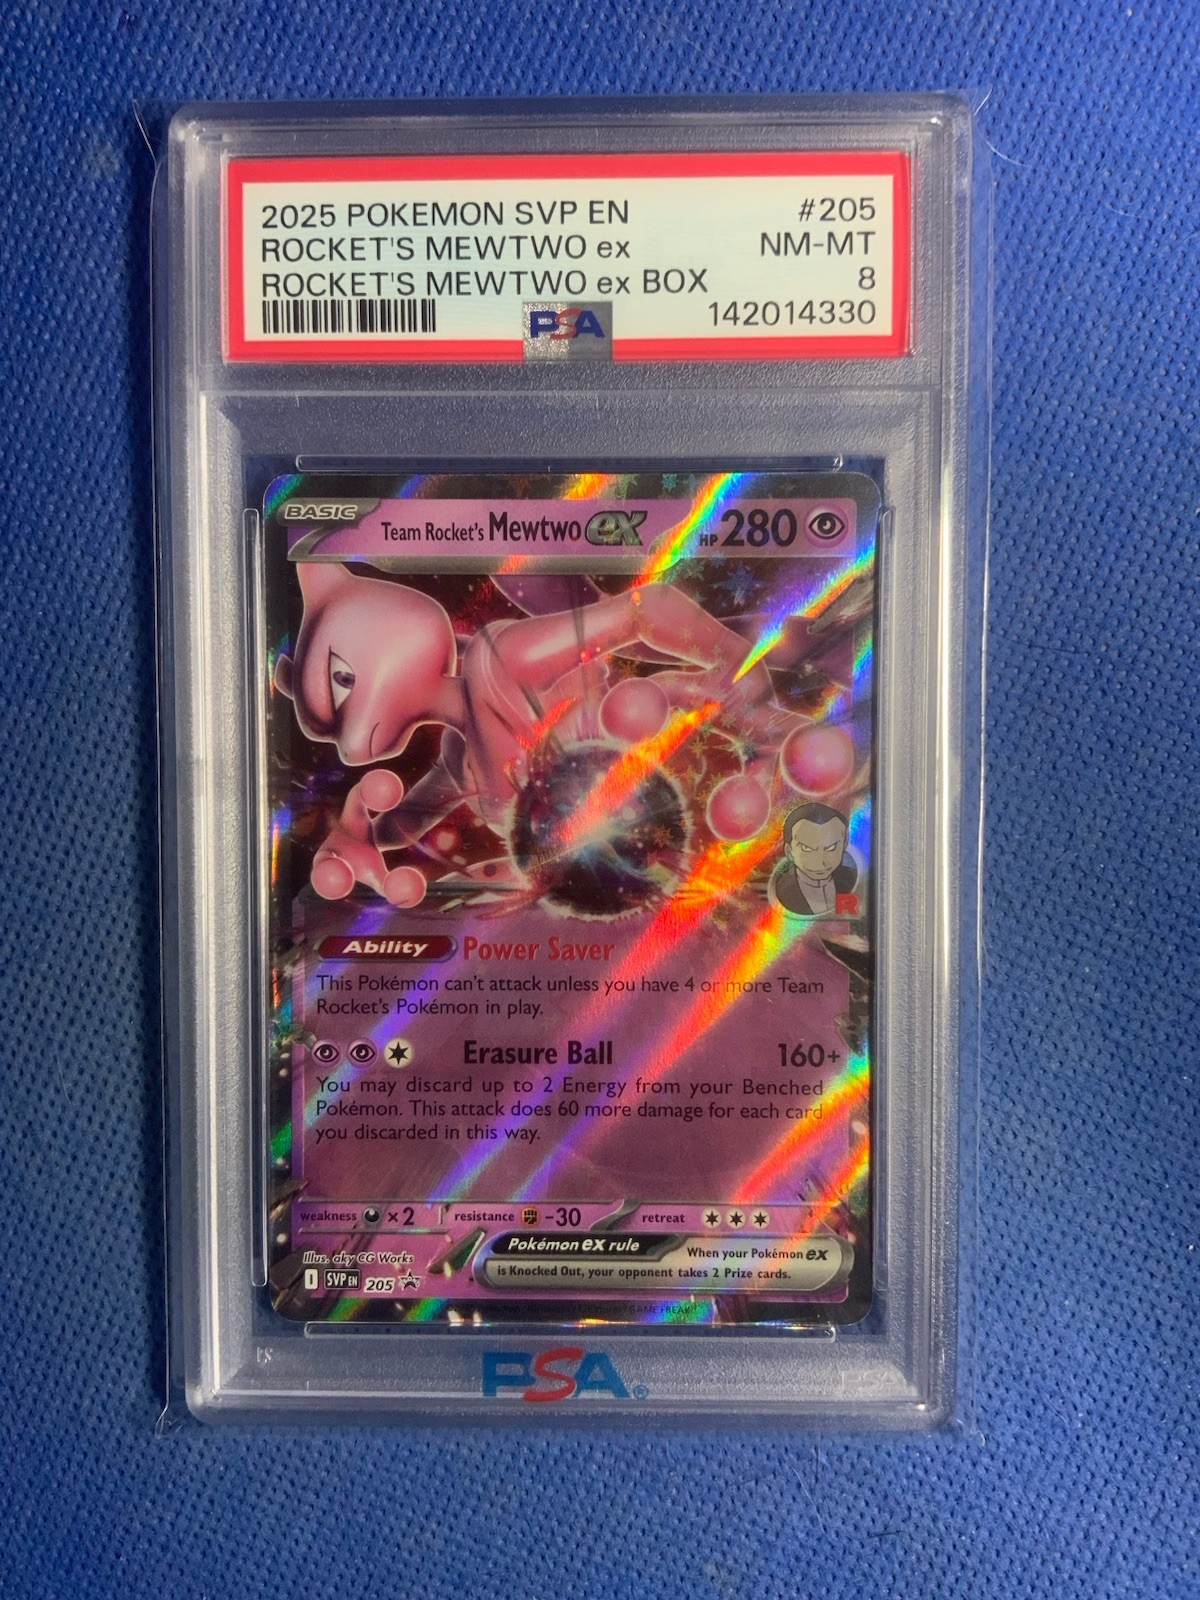 2025 POKEMON SVP EN #205
ROCKET'S MEWTWO ex NM-MT
ROCKET'S MEWTWO ex BOX 8
PSA 142014330
BASIC Team Rocket's Mewtwo ex HP 280
R
Ability Power Saver
This Pokémon can't attack unless you have 4 or more Team
Rocket's Pokémon in play.
Erasure Ball 160+
You may discard up to 2 Energy from your Benched
Pokémon. This attack does 60 more damage for each card
you discarded in this way.
weakness ×2 resistance -30 retreat
Pokémon ex rule When your Pokémon ex
is Knocked Out, your opponent takes 2 Prize cards.
Illus. aky CG Works
I SVP EN 205
GAME FREAK
PSA®